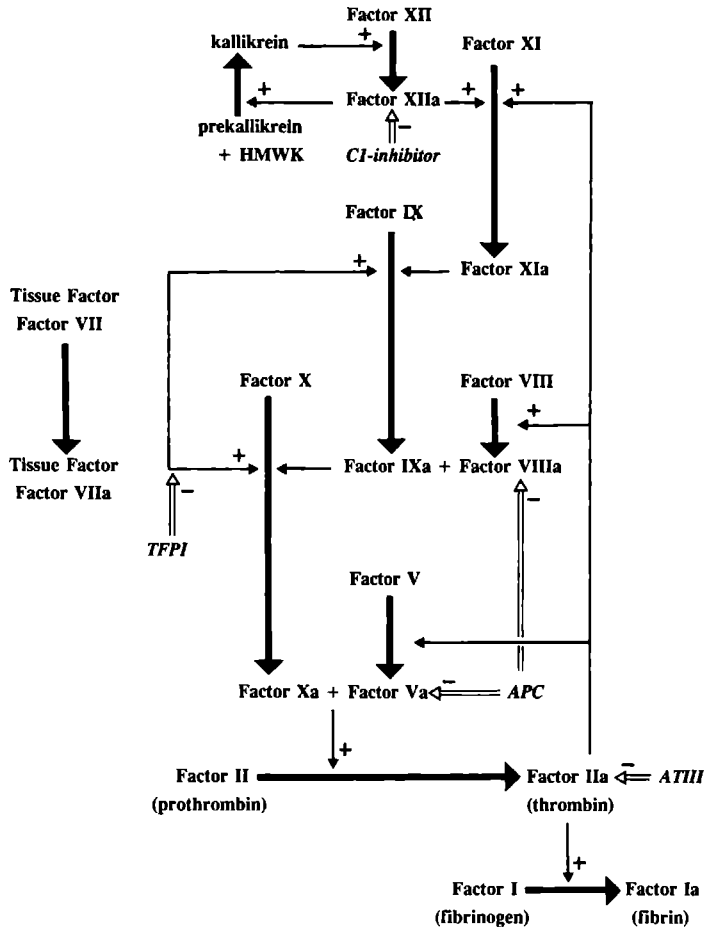 Factor XII
kallikrein
+
Factor XI
+
Factor XIIa
+
+
prekallikrein
+ HMWK
−
C1-inhibitor
Factor IX
+
Factor XIa
Tissue Factor
Factor VII
Factor X
Factor VIII
+
Tissue Factor
Factor VIIa
+
Factor IXa + Factor VIIIa
−
−
TFPI
Factor V
Factor Xa + Factor Va
−
APC
+
Factor II
(prothrombin)
Factor IIa
(thrombin)
−
ATIII
+
Factor I
(fibrinogen)
Factor Ia
(fibrin)